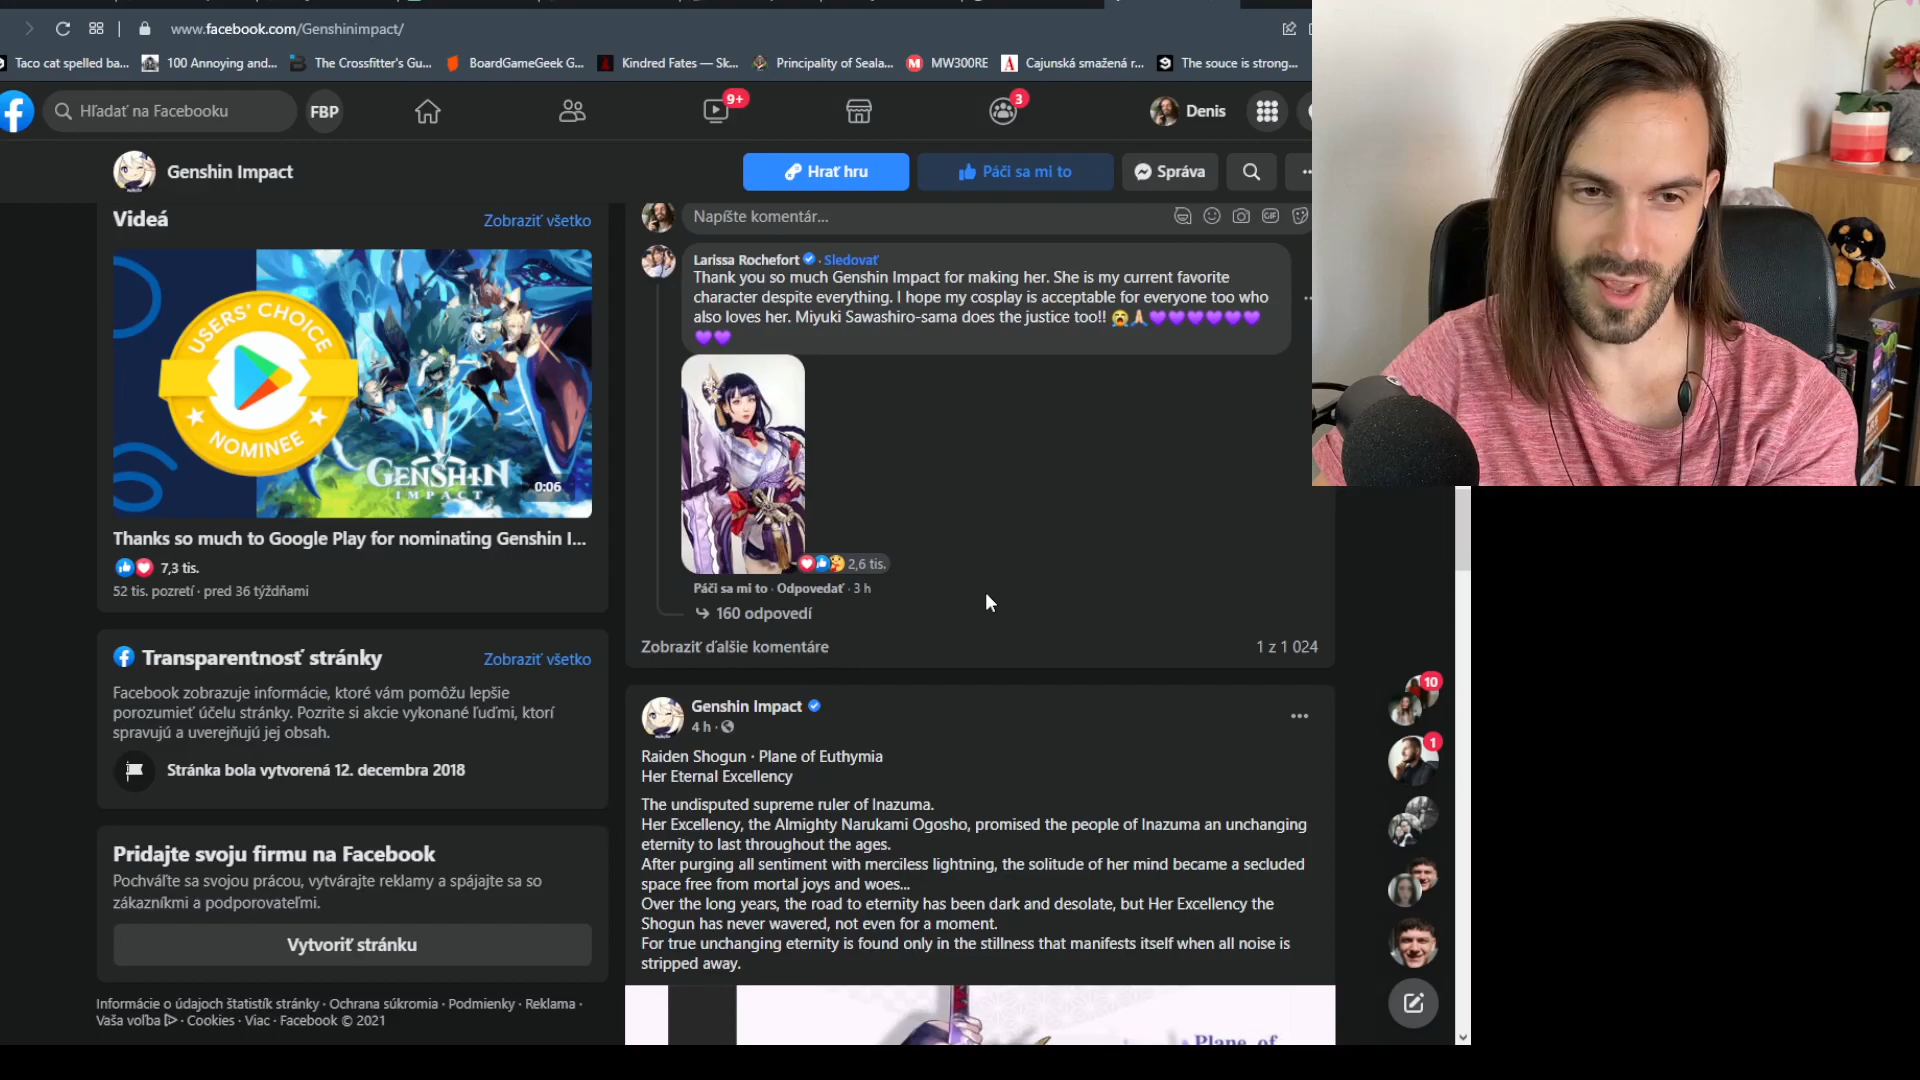 www.facebook.com/Genshinimpact/
Taco cat spelled ba...
100 Annoying and...
The Crossfitter's Gu...
BoardGameGeek G...
Kindred Fates — Sk...
Principality of Seala...
MW300RE
Cajunská smažená r...
The souce is strong...
Hľadať na Facebooku
FBP
9+
3
Denis
Genshin Impact
Hrať hru
Páči sa mi to
Správa
Videá
Zobraziť všetko
USERS' CHOICE
NOMINEE
GENSHIN
IMPACT
0:06
Thanks so much to Google Play for nominating Genshin I...
7,3 tis.
52 tis. pozretí · pred 36 týždňami
Transparentnosť stránky
Zobraziť všetko
Facebook zobrazuje informácie, ktoré vám pomôžu lepšie
porozumieť účelu stránky. Pozrite si akcie vykonané ľuďmi, ktorí
spravujú a uverejňujú jej obsah.
Stránka bola vytvorená 12. decembra 2018
Pridajte svoju firmu na Facebook
Pochváľte sa svojou prácou, vytvárajte reklamy a spájajte sa so
zákazníkmi a podporovateľmi.
Vytvoriť stránku
Informácie o údajoch štatistík stránky · Ochrana súkromia · Podmienky · Reklama ·
Vaša voľba · Cookies · Viac · Facebook © 2021
Napíšte komentár...
GIF
Larissa Rochefort · Sledovať
Thank you so much Genshin Impact for making her. She is my current favorite
character despite everything. I hope my cosplay is acceptable for everyone too who
also loves her. Miyuki Sawashiro-sama does the justice too!! 😭🙏🏻💜💜💜💜💜💜
💜💜
2,6 tis.
Páči sa mi to · Odpovedať · 3 h
160 odpovedí
Zobraziť ďalšie komentáre
1 z 1 024
Genshin Impact
4 h ·
Raiden Shogun · Plane of Euthymia
Her Eternal Excellency
The undisputed supreme ruler of Inazuma.
Her Excellency, the Almighty Narukami Ogosho, promised the people of Inazuma an unchanging
eternity to last throughout the ages.
After purging all sentiment with merciless lightning, the solitude of her mind became a secluded
space free from mortal joys and woes...
Over the long years, the road to eternity has been dark and desolate, but Her Excellency the
Shogun has never wavered, not even for a moment.
For true unchanging eternity is found only in the stillness that manifests itself when all noise is
stripped away.
Plane of
10
1